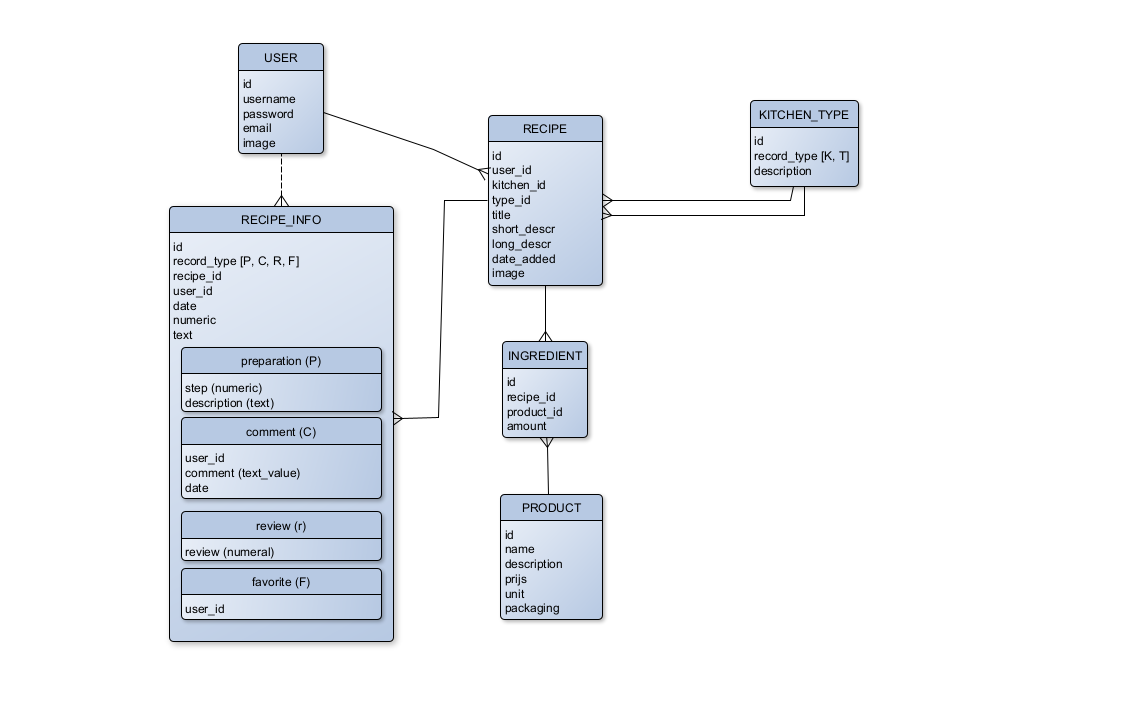 USER
id
username
password
email
image
RECIPE
id
user_id
kitchen_id
type_id
title
short_descr
long_descr
date_added
image
KITCHEN_TYPE
id
record_type [K, T]
description
RECIPE_INFO
id
record_type [P, C, R, F]
recipe_id
user_id
date
numeric
text
preparation (P)
step (numeric)
description (text)
comment (C)
user_id
comment (text_value)
date
review (r)
review (numeral)
favorite (F)
user_id
INGREDIENT
id
recipe_id
product_id
amount
PRODUCT
id
name
description
prijs
unit
packaging